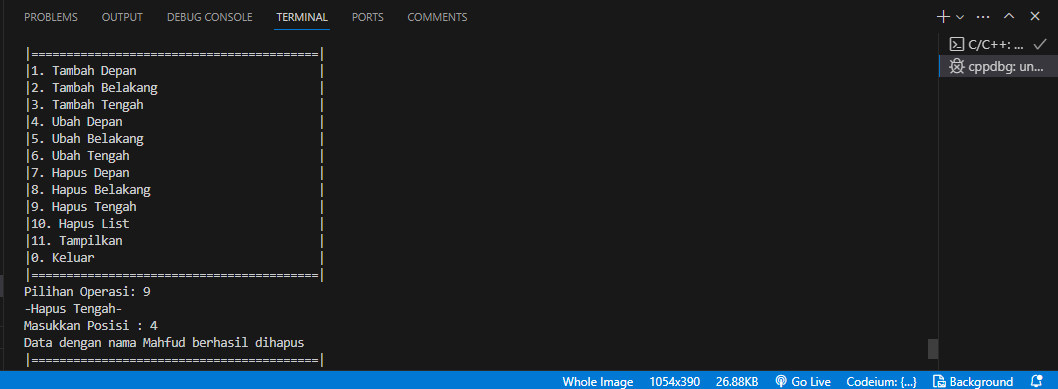 PROBLEMS OUTPUT DEBUG CONSOLE TERMINAL PORTS COMMENTS
|=========================================|
|1. Tambah Depan |
|2. Tambah Belakang |
|3. Tambah Tengah |
|4. Ubah Depan |
|5. Ubah Belakang |
|6. Ubah Tengah |
|7. Hapus Depan |
|8. Hapus Belakang |
|9. Hapus Tengah |
|10. Hapus List |
|11. Tampilkan |
|0. Keluar |
|=========================================|
Pilihan Operasi: 9
-Hapus Tengah-
Masukkan Posisi : 4
Data dengan nama Mahfud berhasil dihapus
|=========================================|
C/C++: ...
cppdbg: un...
Whole Image 1054x390 26.88KB Go Live Codeium: {...} Background